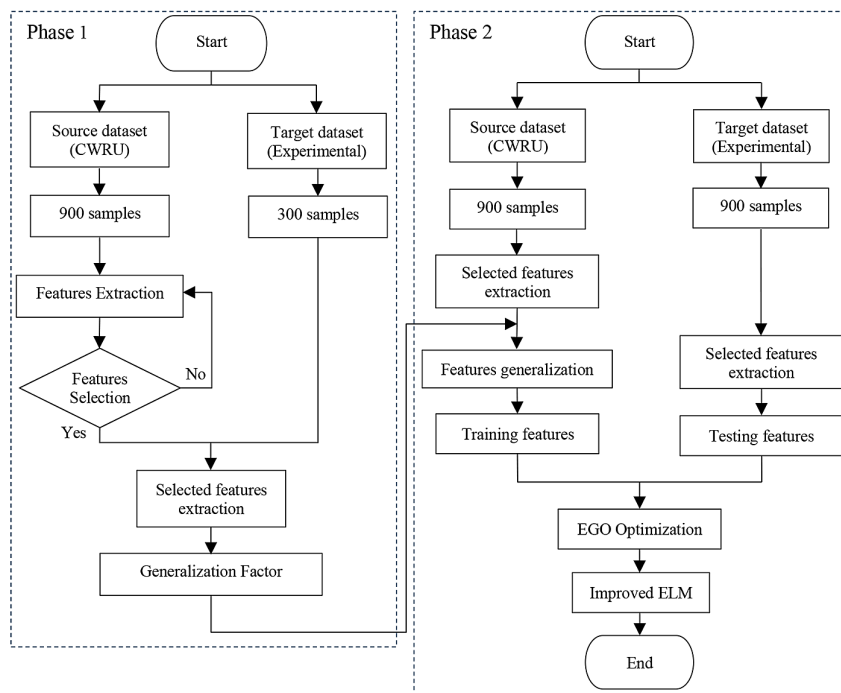 Phase 1
Start
Source dataset
(CWRU)
Target dataset
(Experimental)
900 samples
300 samples
Features Extraction
Features
Selection
No
Yes
Selected features
extraction
Generalization Factor
Phase 2
Start
Source dataset
(CWRU)
Target dataset
(Experimental)
900 samples
900 samples
Selected features
extraction
Features generalization
Selected features
extraction
Training features
Testing features
EGO Optimization
Improved ELM
End